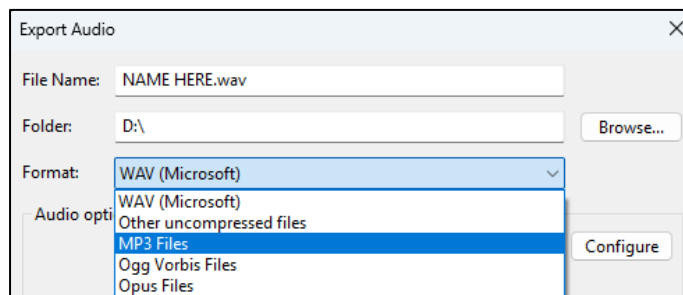 Export Audio
File Name: NAME HERE.wav
Folder: D:\ Browse...
Format: WAV (Microsoft)
WAV (Microsoft)
Audio opti Other uncompressed files
MP3 Files
Configure
Ogg Vorbis Files
Opus Files